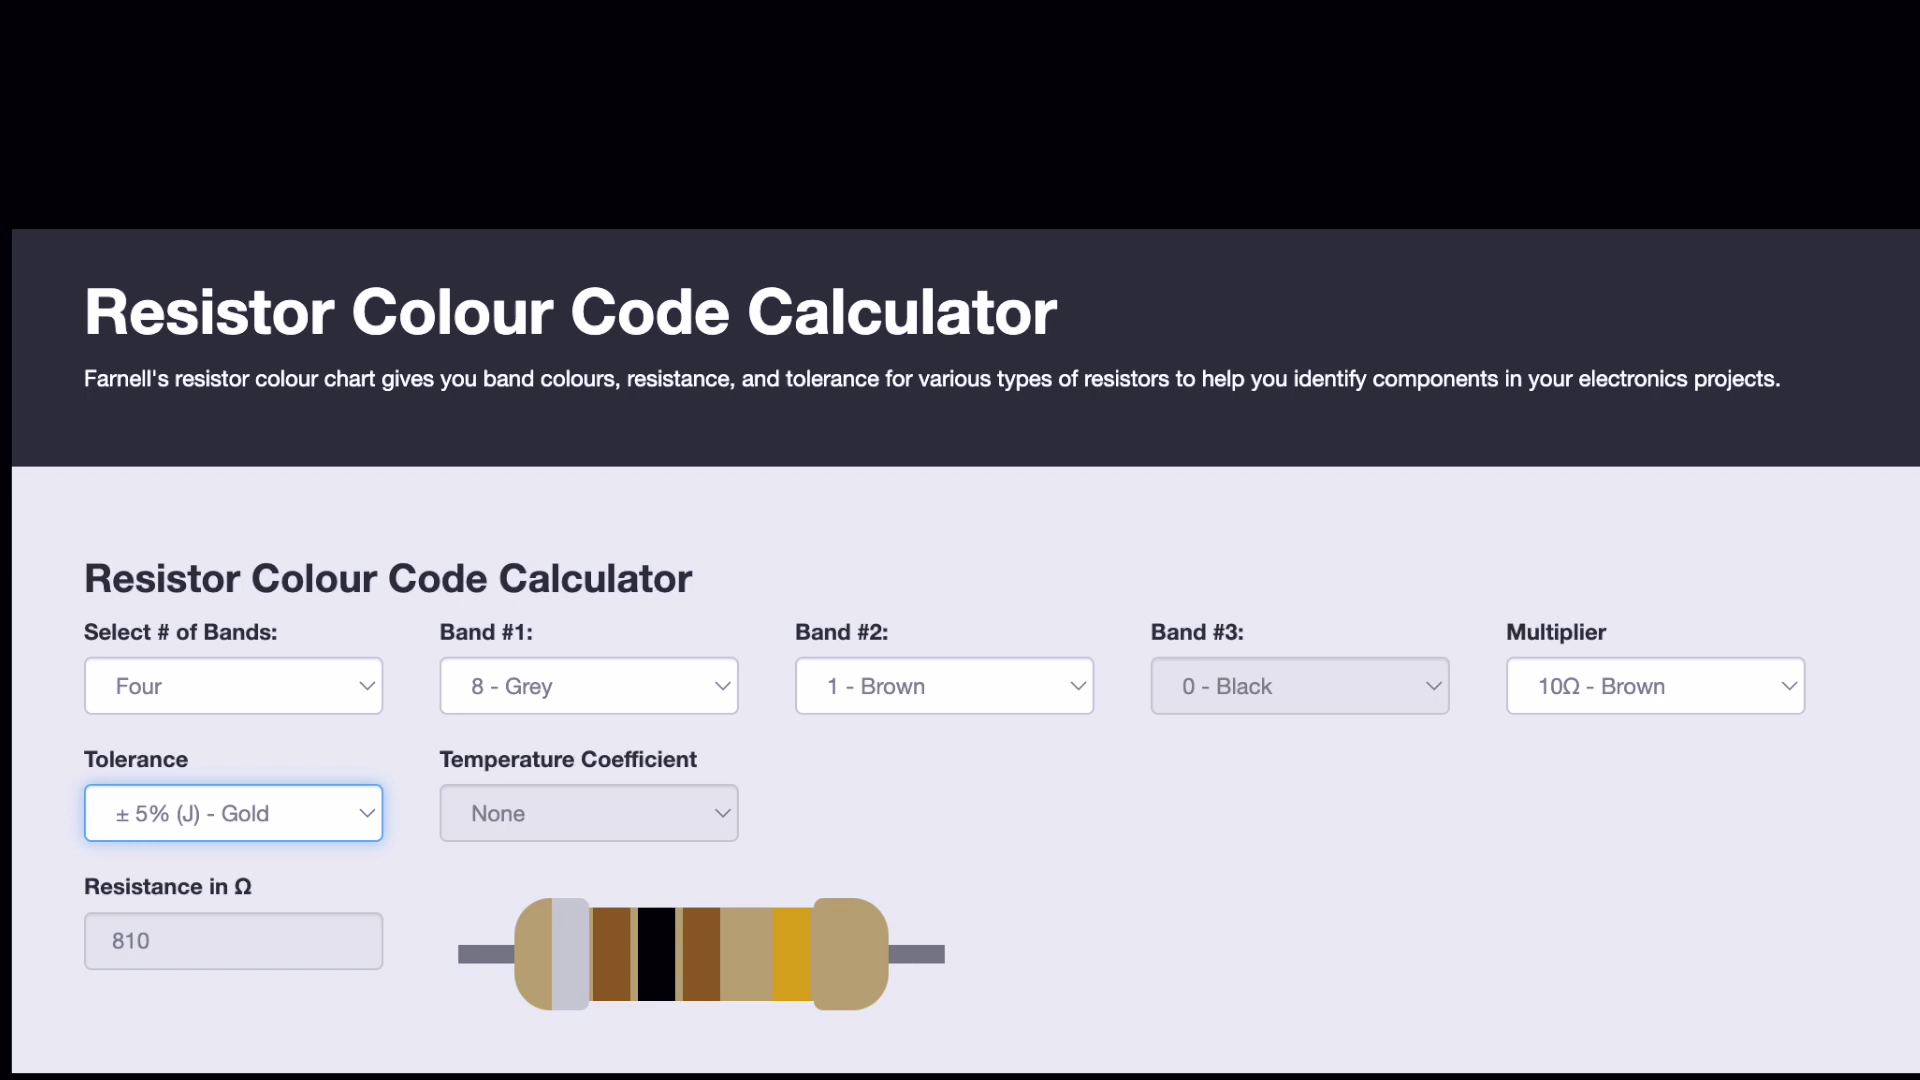 Resistor Colour Code Calculator
Farnell's resistor colour chart gives you band colours, resistance, and tolerance for various types of resistors to help you identify components in your electronics projects.
Resistor Colour Code Calculator
Select # of Bands: Band #1: Band #2: Band #3: Multiplier
Four 8 - Grey 1 - Brown 0 - Black 10Ω - Brown
Tolerance Temperature Coefficient
± 5% (J) - Gold None
Resistance in Ω
810